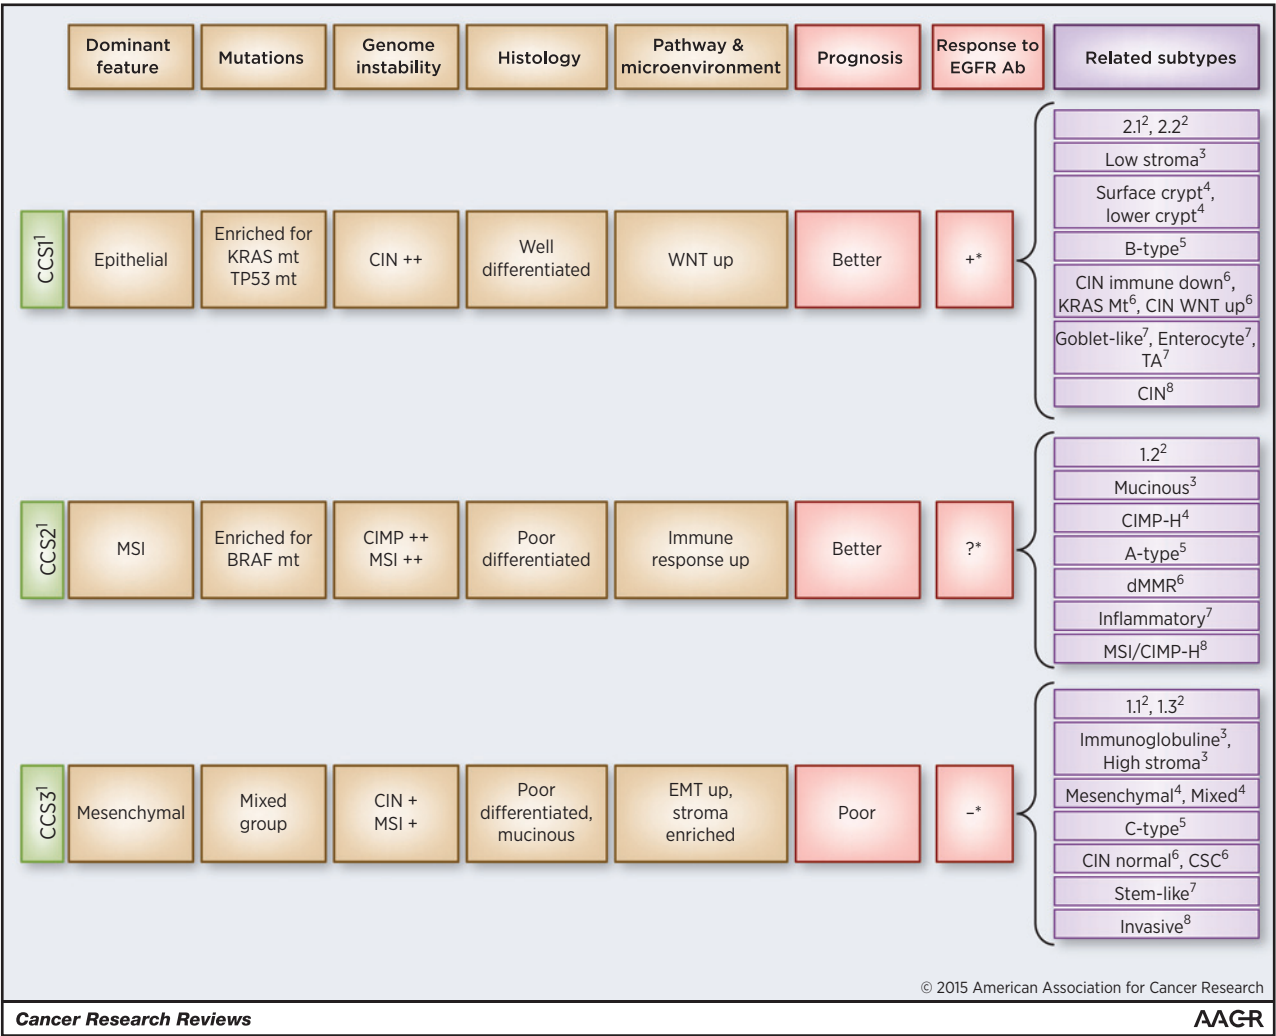 Dominant
feature
Mutations
Genome
instability
Histology
Pathway &
microenvironment
Prognosis
Response to
EGFR Ab
Related subtypes
CCS1¹
Epithelial
Enriched for
KRAS mt
TP53 mt
CIN ++
Well
differentiated
WNT up
Better
+*
2.1², 2.2²
Low stroma³
Surface crypt⁴,
lower crypt⁴
B-type⁵
CIN immune down⁶,
KRAS Mt⁶, CIN WNT up⁶
Goblet-like⁷, Enterocyte⁷,
TA⁷
CIN⁸
CCS2¹
MSI
Enriched for
BRAF mt
CIMP ++
MSI ++
Poor
differentiated
Immune
response up
Better
?*
1.2²
Mucinous³
CIMP-H⁴
A-type⁵
dMMR⁶
Inflammatory⁷
MSI/CIMP-H⁸
CCS3¹
Mesenchymal
Mixed
group
CIN +
MSI +
Poor
differentiated,
mucinous
EMT up,
stroma
enriched
Poor
–*
1.1², 1.3²
Immunoglobuline³,
High stroma³
Mesenchymal⁴, Mixed⁴
C-type⁵
CIN normal⁶, CSC⁶
Stem-like⁷
Invasive⁸
© 2015 American Association for Cancer Research
Cancer Research Reviews
AACR